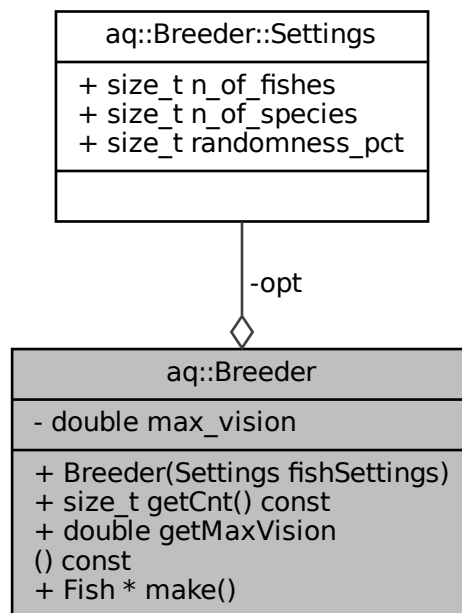 aq::Breeder::Settings
+ size_t n_of_fishes
+ size_t n_of_species
+ size_t randomness_pct
-opt
aq::Breeder
- double max_vision
+ Breeder(Settings fishSettings)
+ size_t getCnt() const
+ double getMaxVision
() const
+ Fish * make()